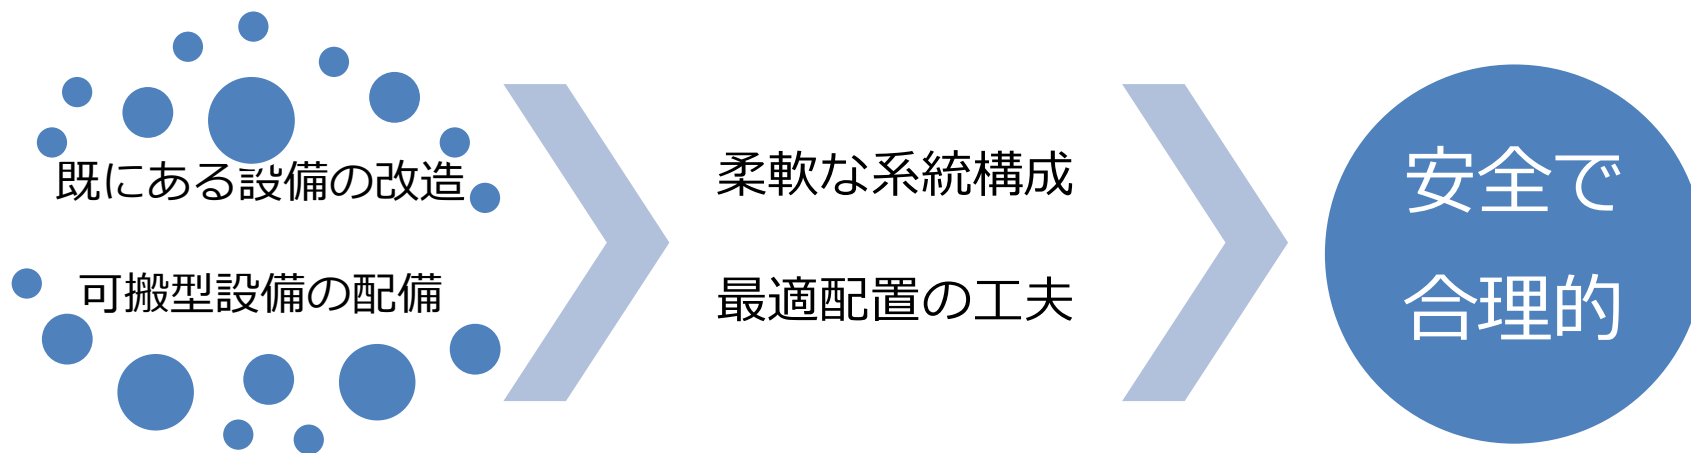 既にある設備の改造
可搬型設備の配備
柔軟な系統構成
最適配置の工夫
安全で
合理的